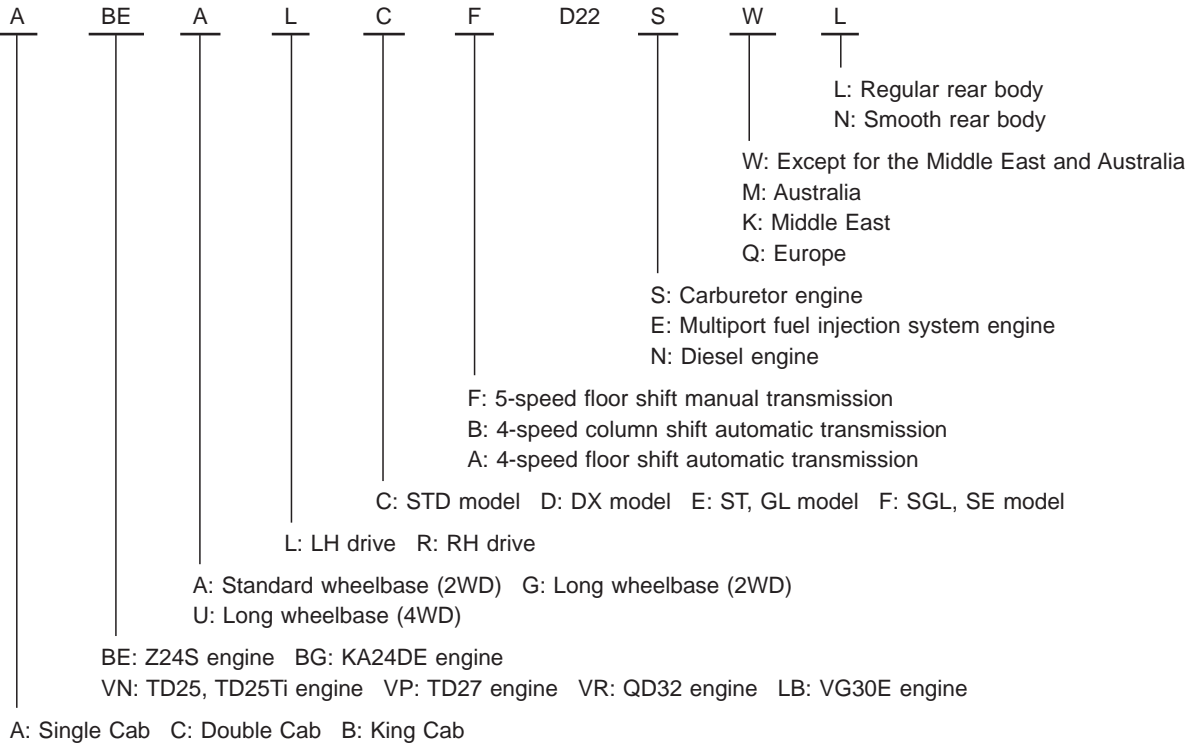 A BE A L C F D22 S W L
L: Regular rear body
N: Smooth rear body
W: Except for the Middle East and Australia
M: Australia
K: Middle East
Q: Europe
S: Carburetor engine
E: Multiport fuel injection system engine
N: Diesel engine
F: 5-speed floor shift manual transmission
B: 4-speed column shift automatic transmission
A: 4-speed floor shift automatic transmission
C: STD model D: DX model E: ST, GL model F: SGL, SE model
L: LH drive R: RH drive
A: Standard wheelbase (2WD) G: Long wheelbase (2WD)
U: Long wheelbase (4WD)
BE: Z24S engine BG: KA24DE engine
VN: TD25, TD25Ti engine VP: TD27 engine VR: QD32 engine LB: VG30E engine
A: Single Cab C: Double Cab B: King Cab